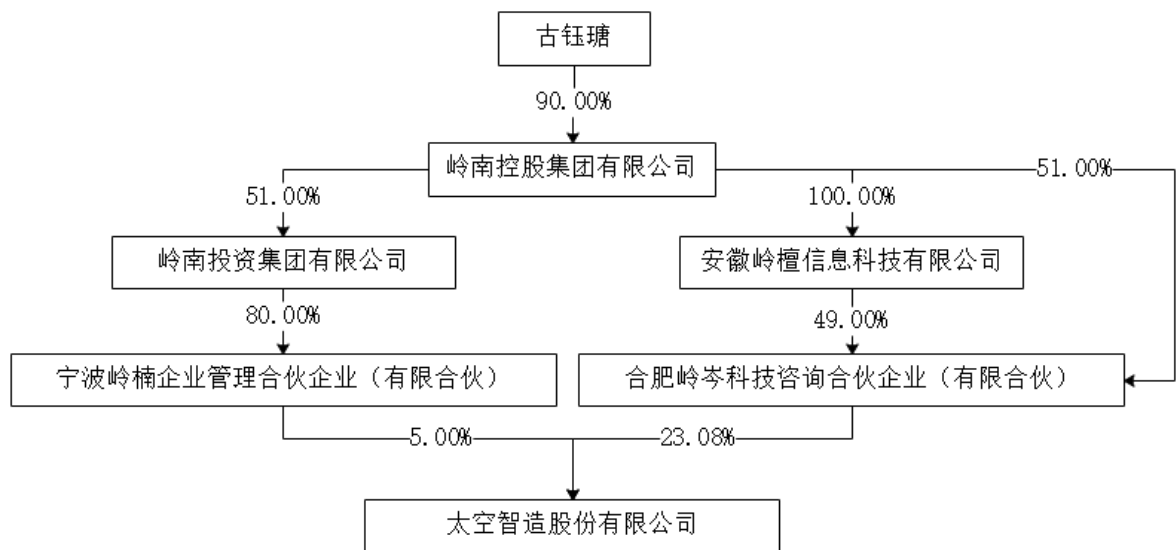 古钰瑭
90.00%
岭南控股集团有限公司
51.00%
100.00%
51.00%
岭南投资集团有限公司
安徽岭檀信息科技有限公司
80.00%
49.00%
宁波岭楠企业管理合伙企业（有限合伙）
合肥岭岑科技咨询合伙企业（有限合伙）
5.00%
23.08%
太空智造股份有限公司